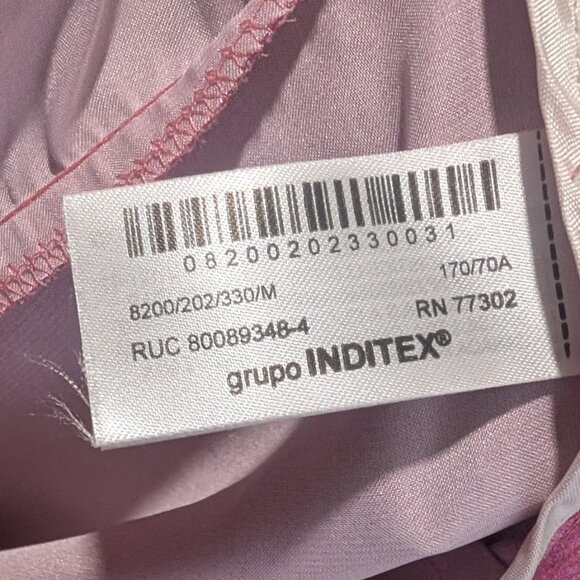 08200202330031
8200/202/330/M 170/70A
RUC 80089348-4 RN 77302
grupo INDITEX®